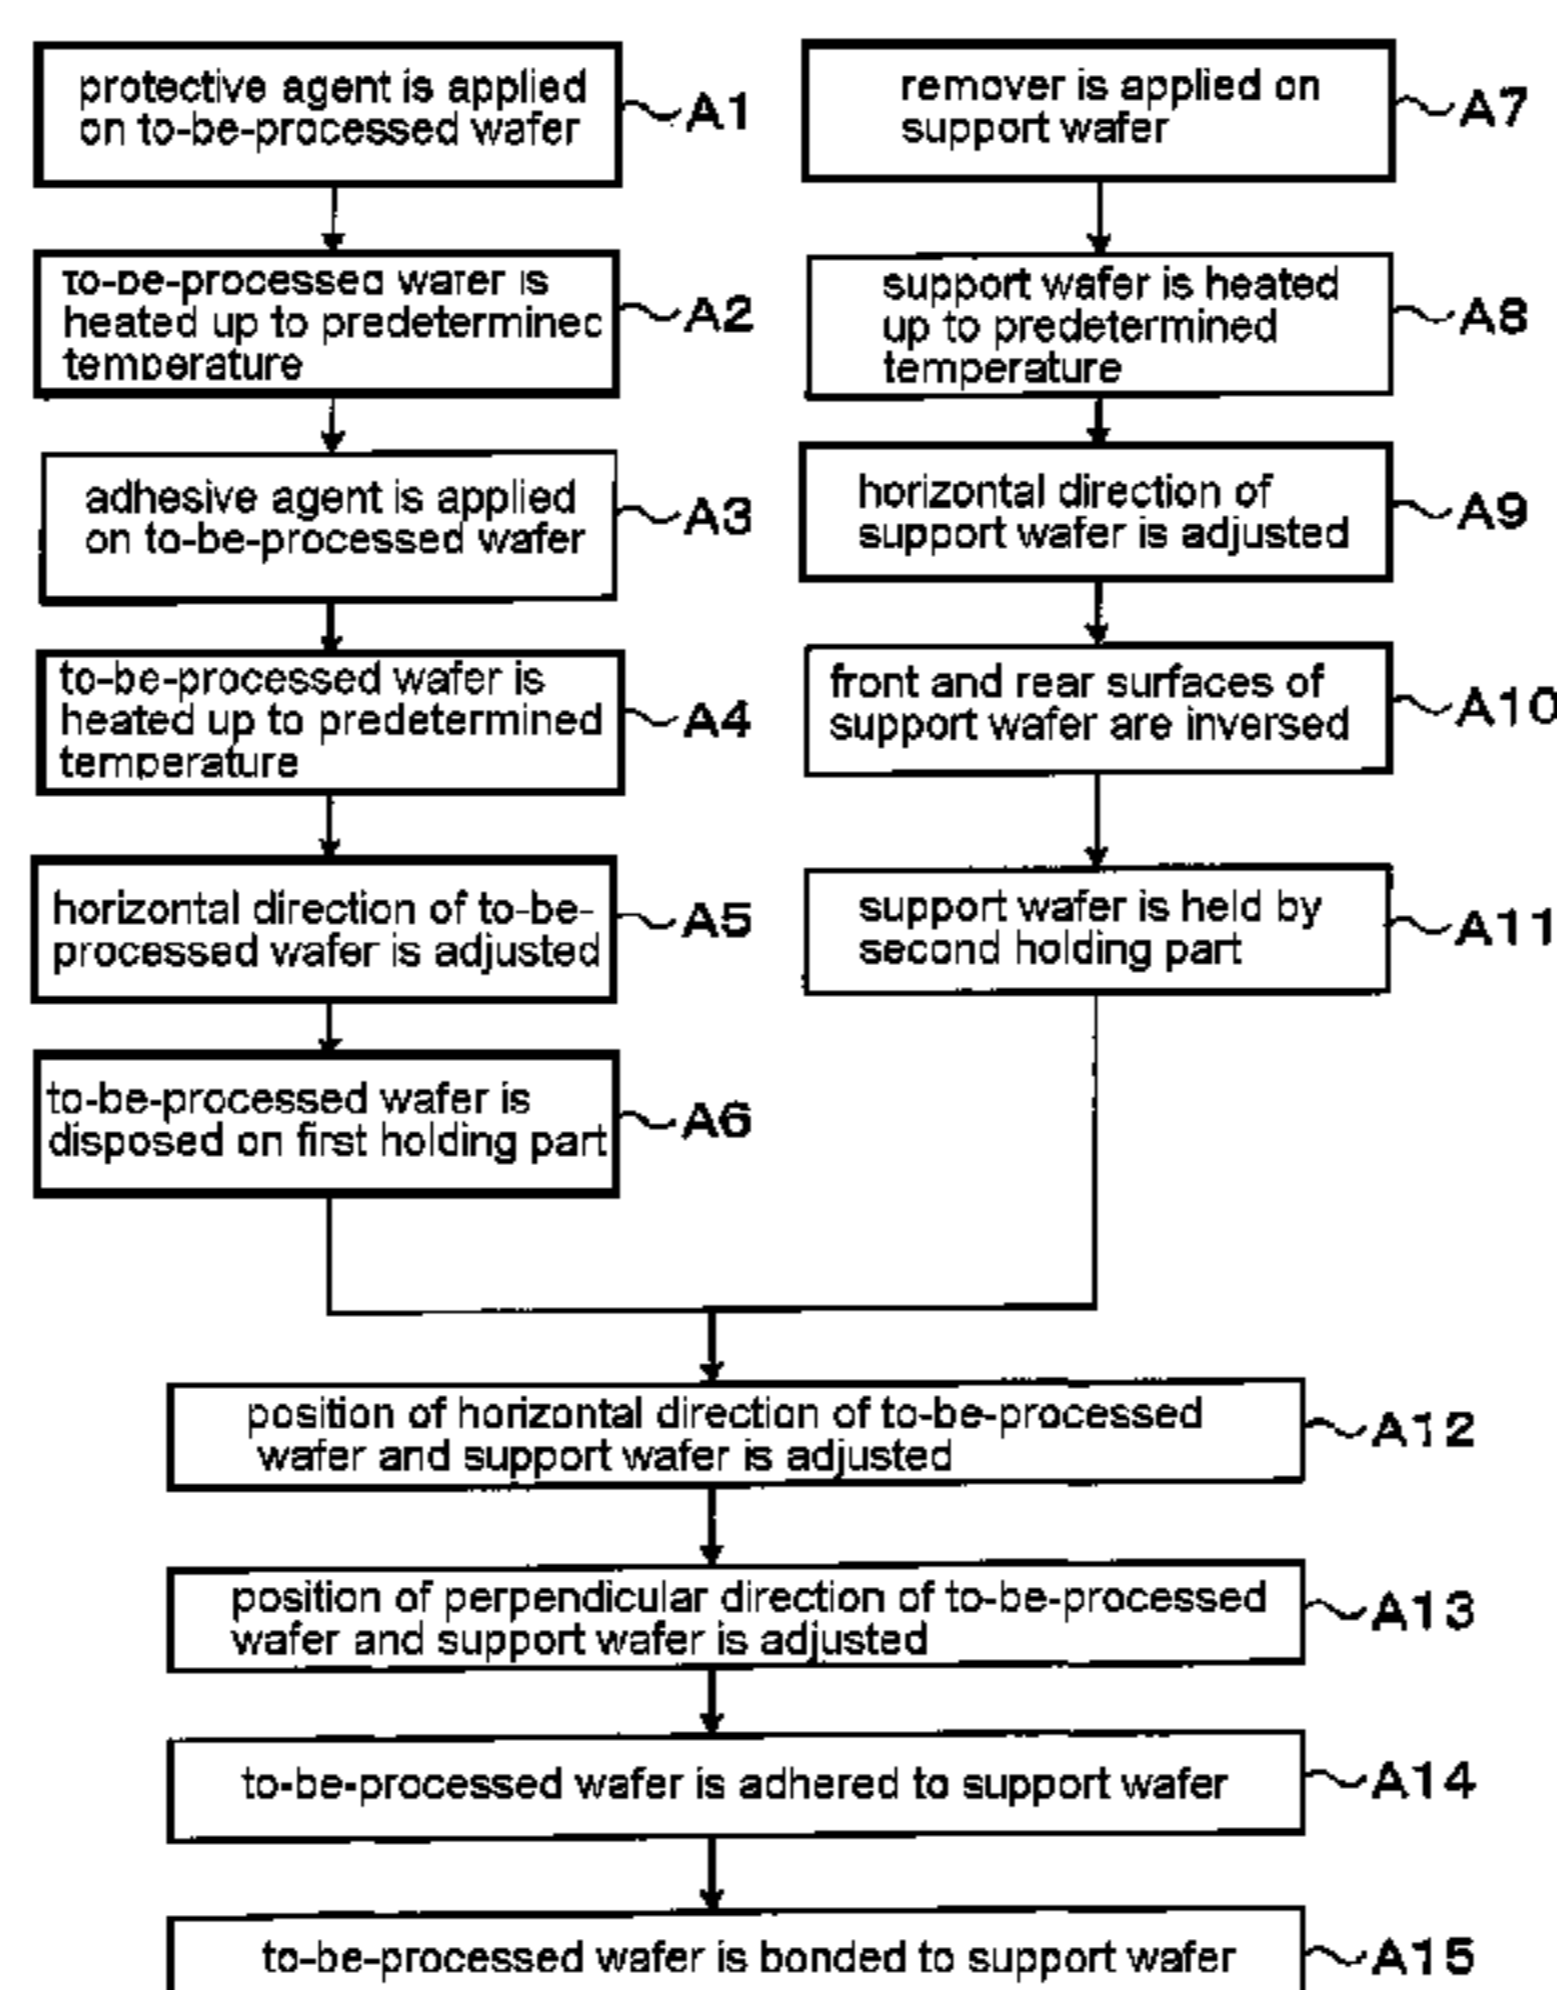 protective agent is applied
on to-be-processed wafer
A1
to-be-processed wafer is
heated up to predetermined
temperature
A2
adhesive agent is applied
on to-be-processed wafer
A3
to-be-processed wafer is
heated up to predetermined
temperature
A4
horizontal direction of to-be-
processed wafer is adjusted
A5
to-be-processed wafer is
disposed on first holding part
A6
remover is applied on
support wafer
A7
support wafer is heated
up to predetermined
temperature
A8
horizontal direction of
support wafer is adjusted
A9
front and rear surfaces of
support wafer are inversed
A10
support wafer is held by
second holding part
A11
position of horizontal direction of to-be-processed
wafer and support wafer is adjusted
A12
position of perpendicular direction of to-be-processed
wafer and support wafer is adjusted
A13
to-be-processed wafer is adhered to support wafer
A14
to-be-processed wafer is bonded to support wafer
A15